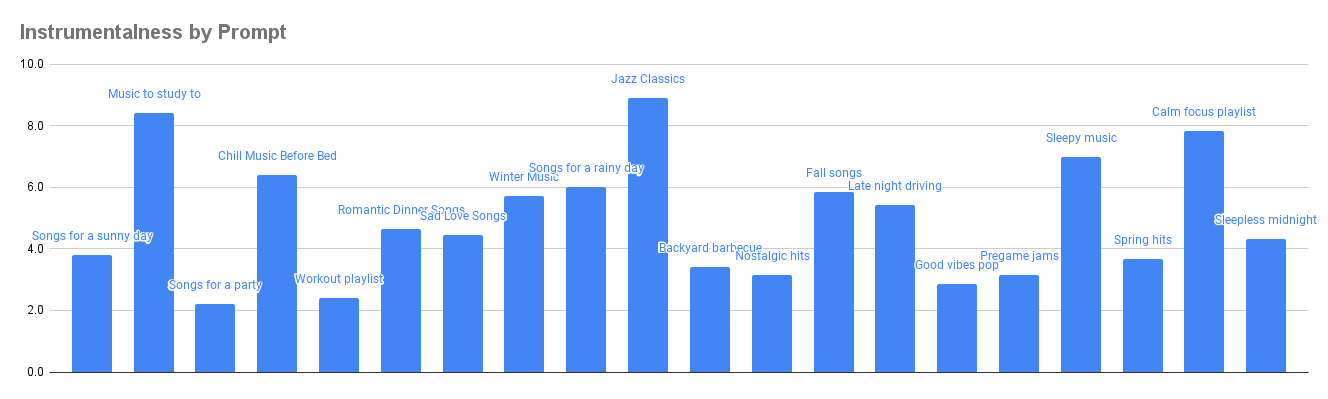 Instrumentalness by Prompt
10.0
8.0
6.0
4.0
2.0
0.0
Songs for a sunny day
Music to study to
Songs for a party
Chill Music Before Bed
Workout playlist
Romantic Dinner Songs
Sad Love Songs
Winter Music
Songs for a rainy day
Jazz Classics
Backyard barbecue
Nostalgic hits
Fall songs
Late night driving
Good vibes pop
Pregame jams
Sleepy music
Spring hits
Calm focus playlist
Sleepless midnight